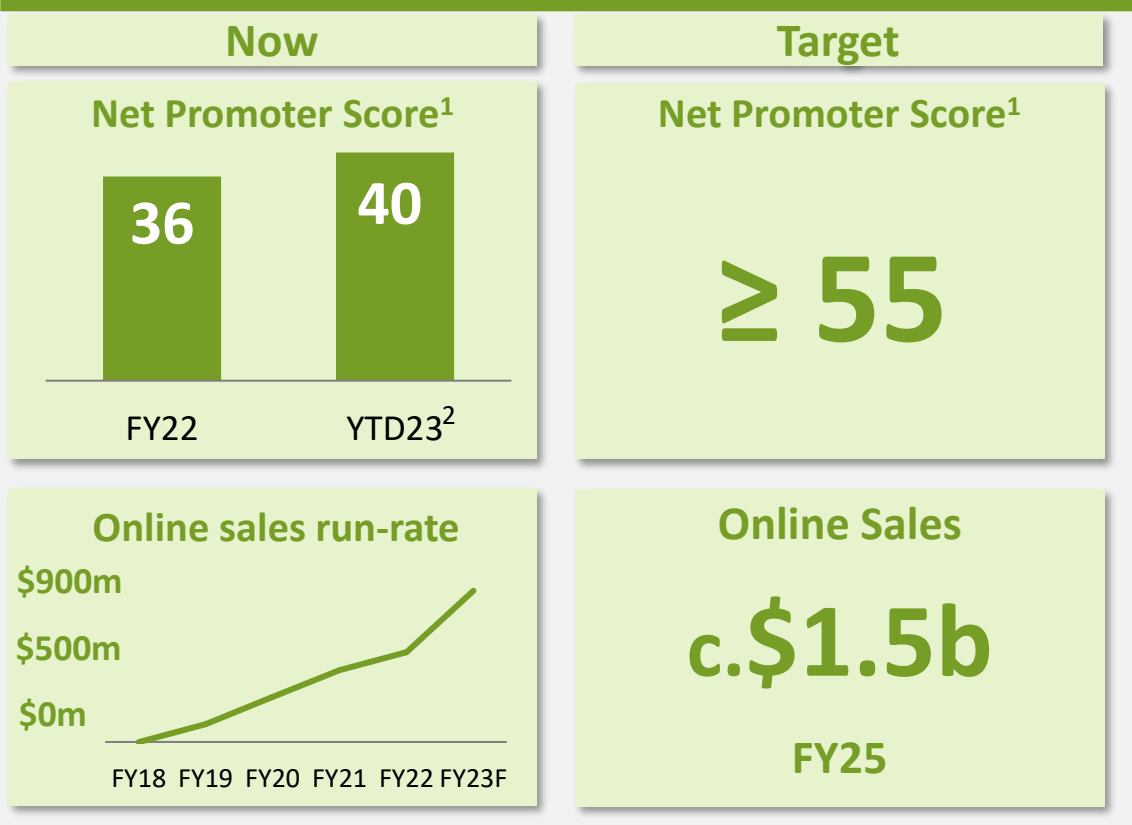 Now
Target
Net Promoter Score¹
36
40
FY22
YTD23²
Net Promoter Score¹
≥ 55
Online sales run-rate
$900m
$500m
$0m
FY18 FY19 FY20 FY21 FY22 FY23F
Online Sales
c.$1.5b
FY25